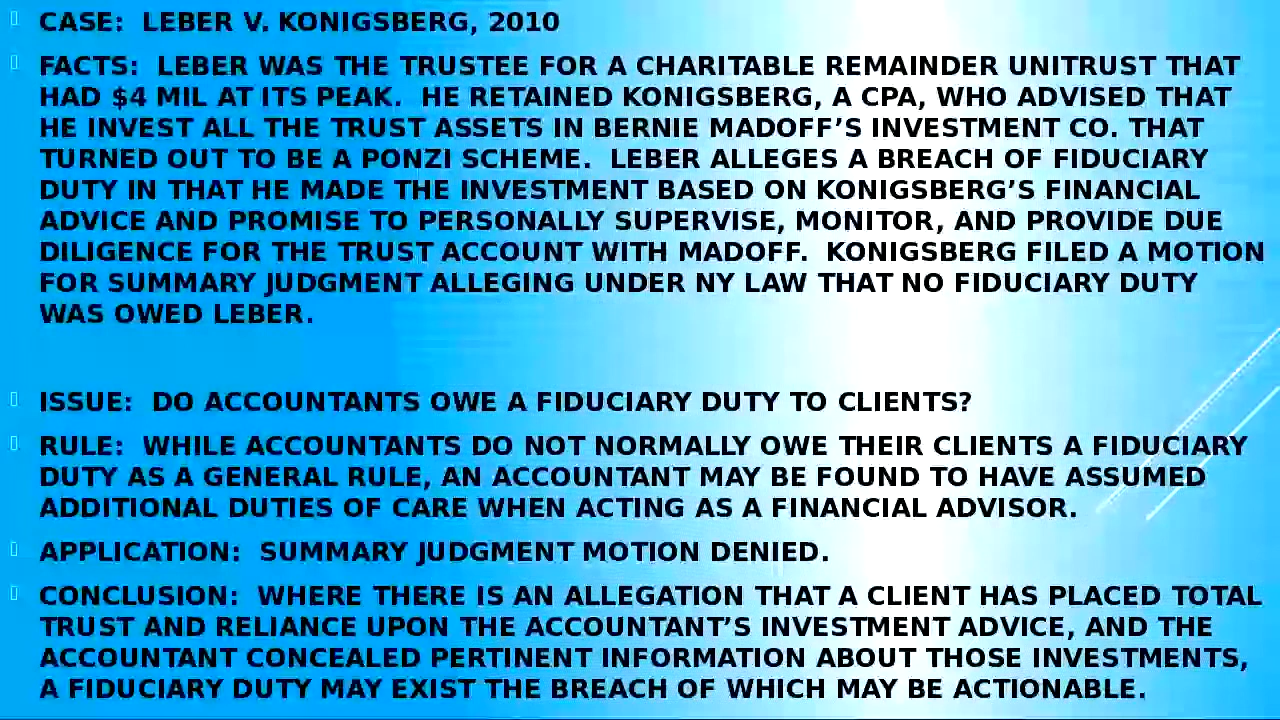 CASE: LEBER V. KONIGSBERG, 2010
FACTS: LEBER WAS THE TRUSTEE FOR A CHARITABLE REMAINDER UNITRUST THAT
HAD $4 MIL AT ITS PEAK. HE RETAINED KONIGSBERG, A CPA, WHO ADVISED THAT
HE INVEST ALL THE TRUST ASSETS IN BERNIE MADOFF’S INVESTMENT CO. THAT
TURNED OUT TO BE A PONZI SCHEME. LEBER ALLEGES A BREACH OF FIDUCIARY
DUTY IN THAT HE MADE THE INVESTMENT BASED ON KONIGSBERG’S FINANCIAL
ADVICE AND PROMISE TO PERSONALLY SUPERVISE, MONITOR, AND PROVIDE DUE
DILIGENCE FOR THE TRUST ACCOUNT WITH MADOFF. KONIGSBERG FILED A MOTION
FOR SUMMARY JUDGMENT ALLEGING UNDER NY LAW THAT NO FIDUCIARY DUTY
WAS OWED LEBER.
ISSUE: DO ACCOUNTANTS OWE A FIDUCIARY DUTY TO CLIENTS?
RULE: WHILE ACCOUNTANTS DO NOT NORMALLY OWE THEIR CLIENTS A FIDUCIARY
DUTY AS A GENERAL RULE, AN ACCOUNTANT MAY BE FOUND TO HAVE ASSUMED
ADDITIONAL DUTIES OF CARE WHEN ACTING AS A FINANCIAL ADVISOR.
APPLICATION: SUMMARY JUDGMENT MOTION DENIED.
CONCLUSION: WHERE THERE IS AN ALLEGATION THAT A CLIENT HAS PLACED TOTAL
TRUST AND RELIANCE UPON THE ACCOUNTANT’S INVESTMENT ADVICE, AND THE
ACCOUNTANT CONCEALED PERTINENT INFORMATION ABOUT THOSE INVESTMENTS,
A FIDUCIARY DUTY MAY EXIST THE BREACH OF WHICH MAY BE ACTIONABLE.